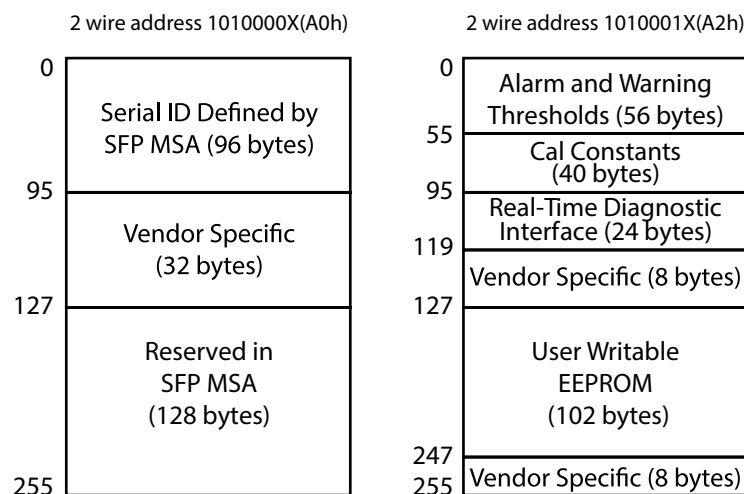 2 wire address 1010000X(A0h)
0
Serial ID Defined by
SFP MSA (96 bytes)
95
Vendor Specific
(32 bytes)
127
Reserved in
SFP MSA
(128 bytes)
255
2 wire address 1010001X(A2h)
0
Alarm and Warning
Thresholds (56 bytes)
55
Cal Constants
(40 bytes)
95
Real-Time Diagnostic
Interface (24 bytes)
119
Vendor Specific (8 bytes)
127
User Writable
EEPROM
(102 bytes)
247
Vendor Specific (8 bytes)
255